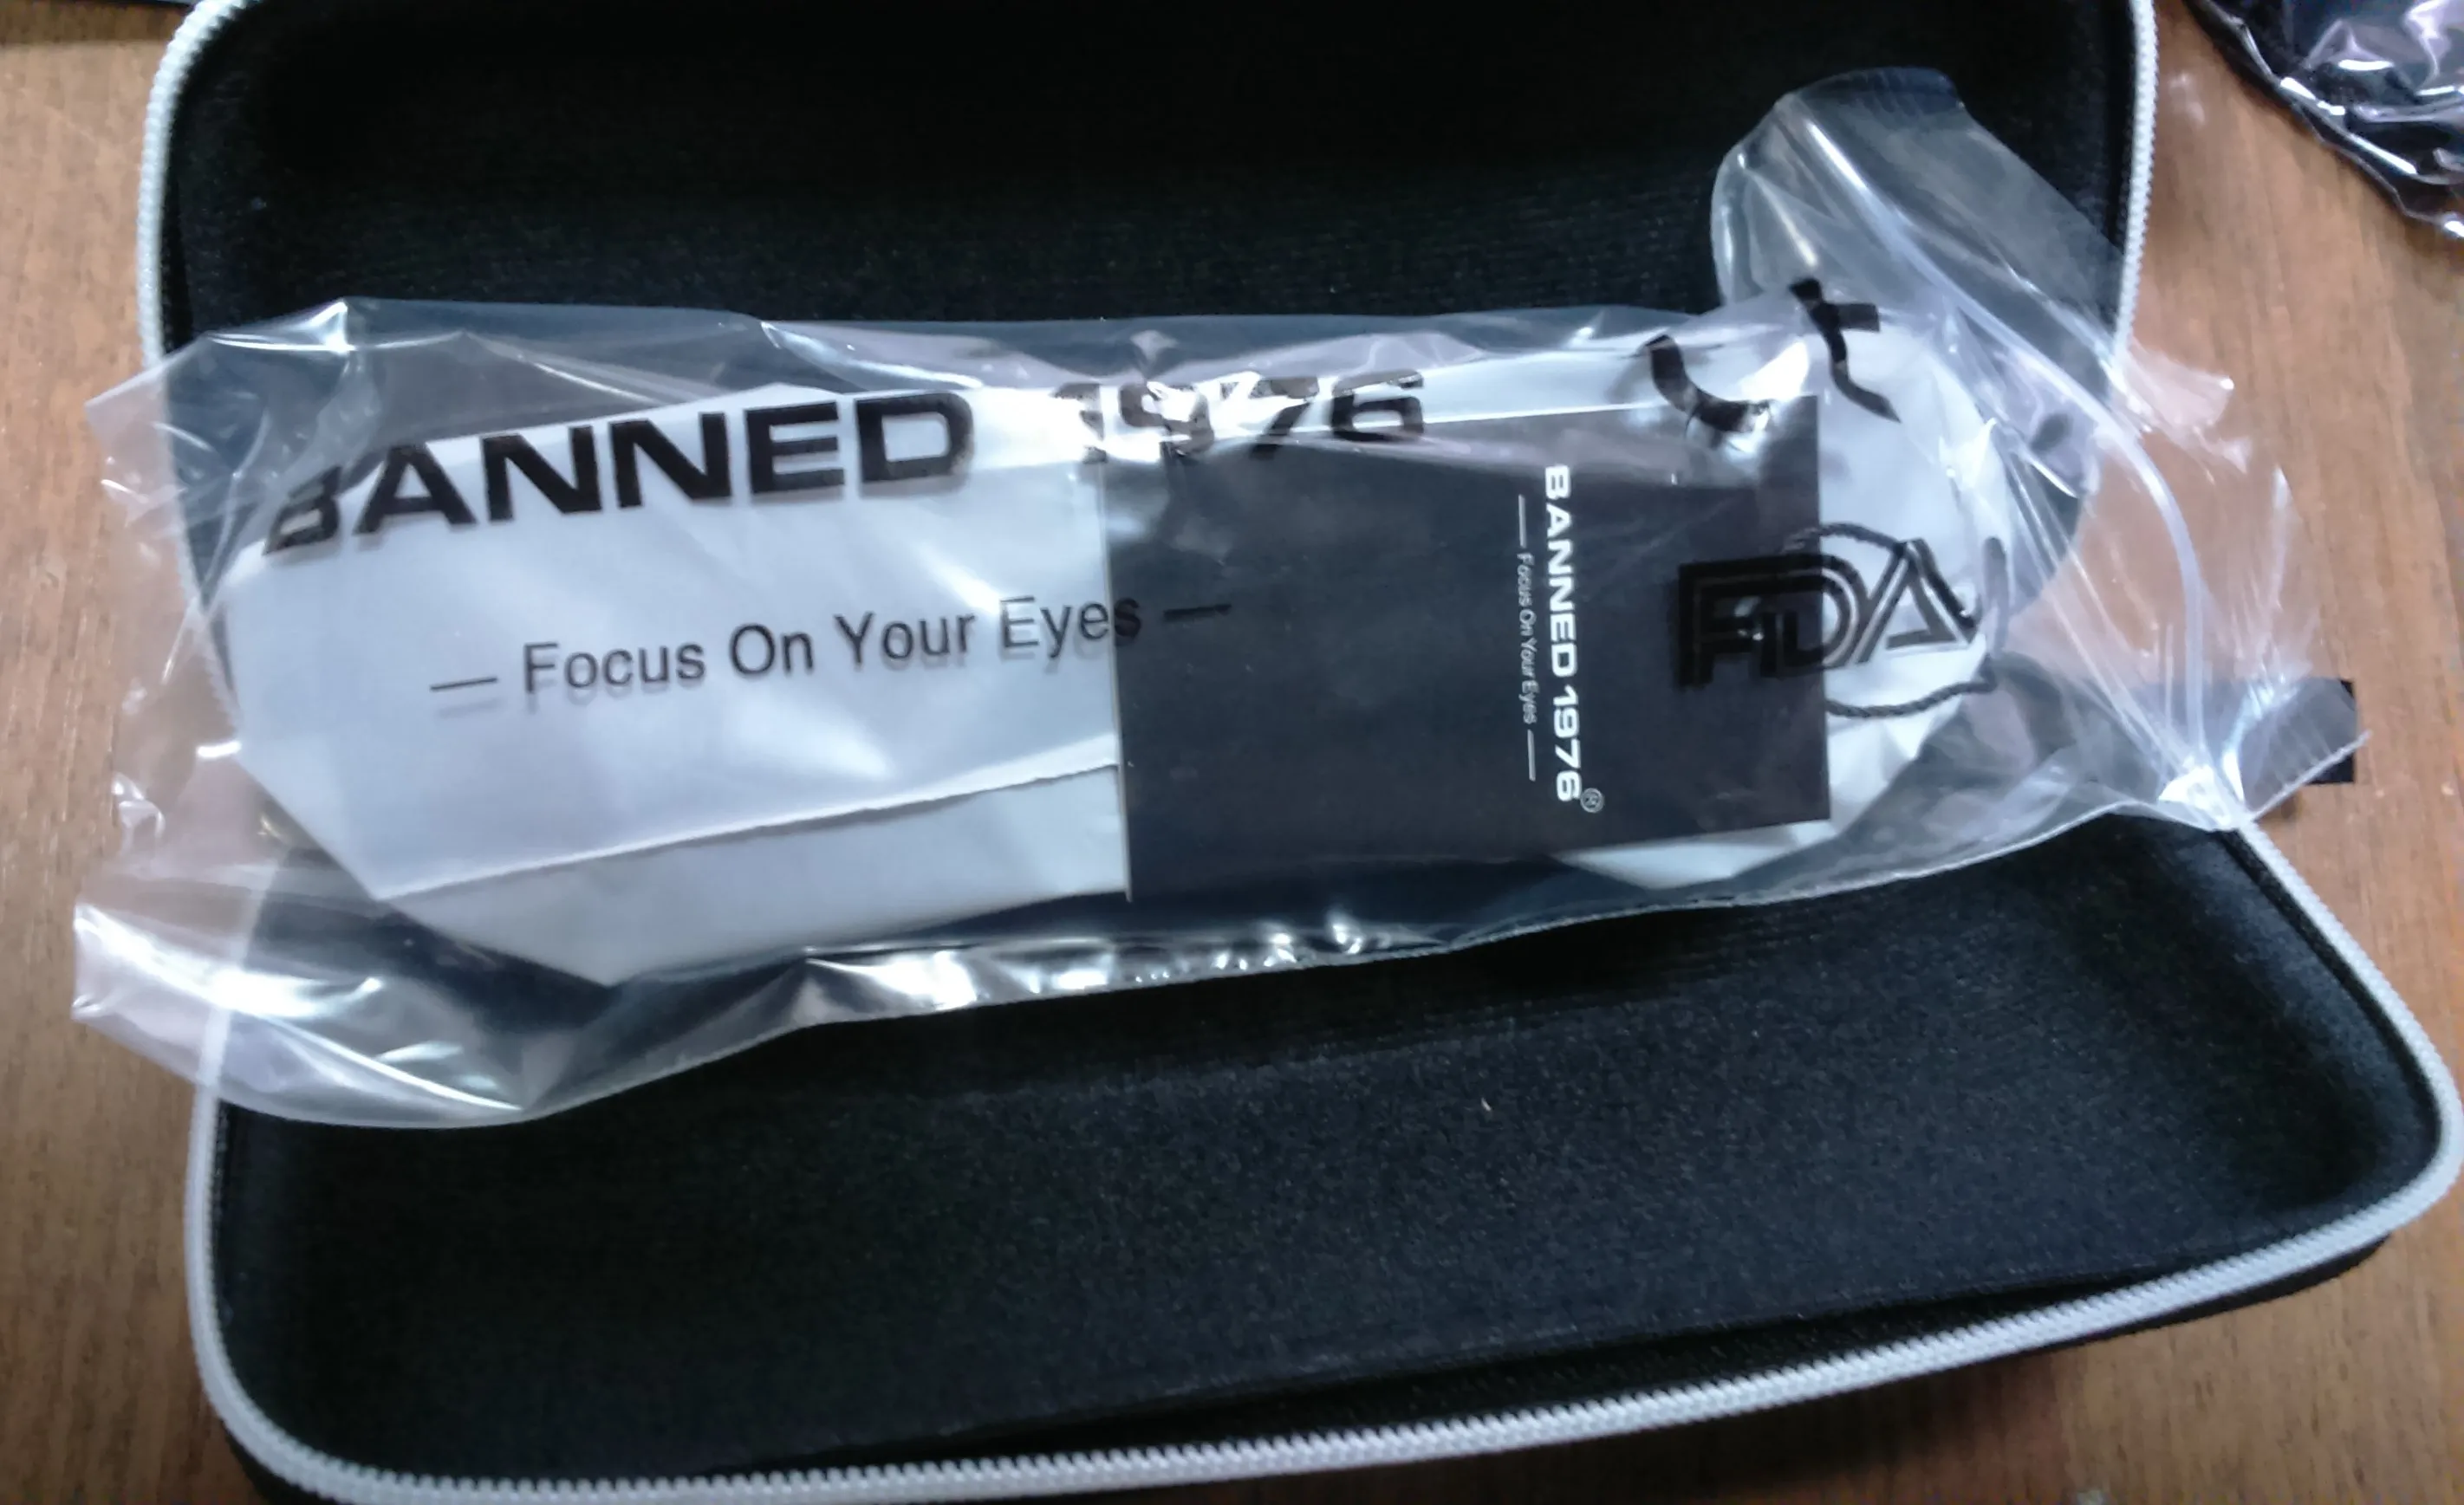 BANNED 1976
— Focus On Your Eyes —
BANNED 1976®
— Focus On Your Eyes —
FDA